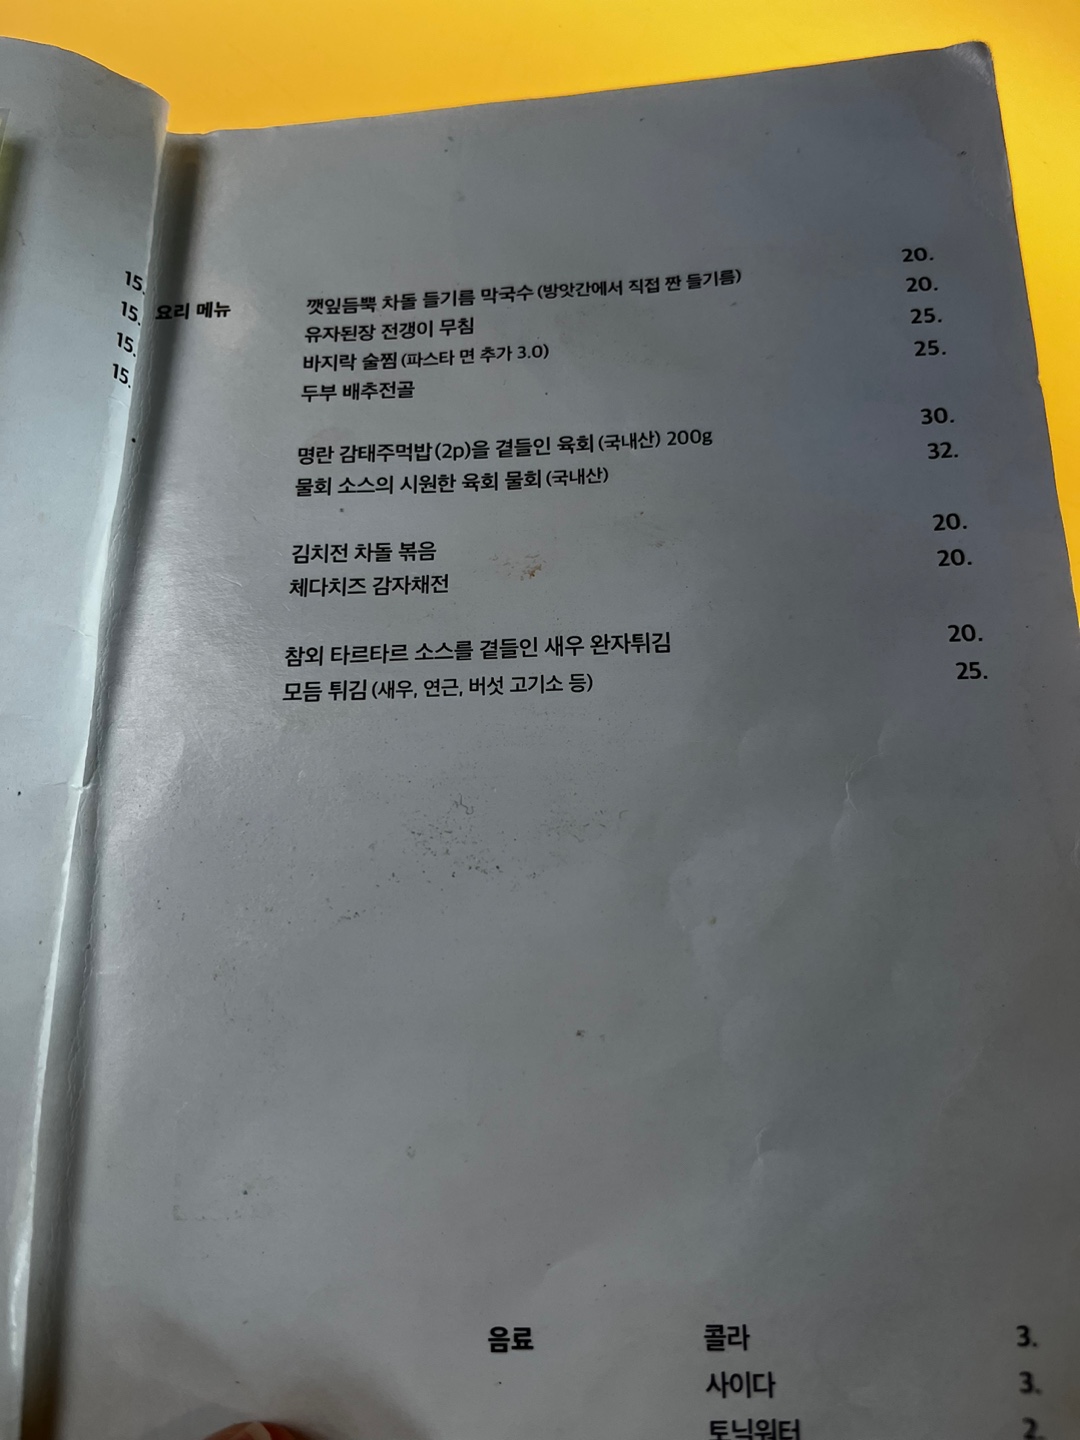 15.
15.
15.
15.
요리 메뉴
깻잎듬뿍 차돌 들기름 막국수 (방앗간에서 직접 짠 들기름) 20.
유자된장 전갱이 무침 20.
바지락 술찜 (파스타 면 추가 3.0) 25.
두부 배추전골 25.
명란 감태주먹밥(2p)을 곁들인 육회 (국내산) 200g 30.
물회 소스의 시원한 육회 물회 (국내산) 32.
김치전 차돌 볶음 20.
체다치즈 감자채전 20.
참외 타르타르 소스를 곁들인 새우 완자튀김 20.
모듬 튀김 (새우, 연근, 버섯 고기소 등) 25.
음료
콜라 3.
사이다 3.
토닉워터 2.